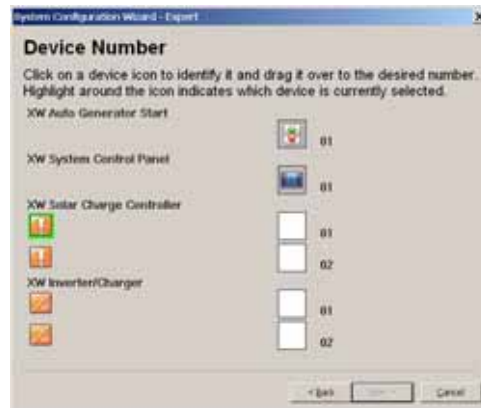 System Configuration Wizard - Expert
Device Number
Click on a device icon to identify it and drag it over to the desired number.
Highlight around the icon indicates which device is currently selected.
XW Auto Generator Start
01
XW System Control Panel
01
XW Solar Charge Controller
01
02
XW Inverter/Charger
01
02
< Back
Cancel